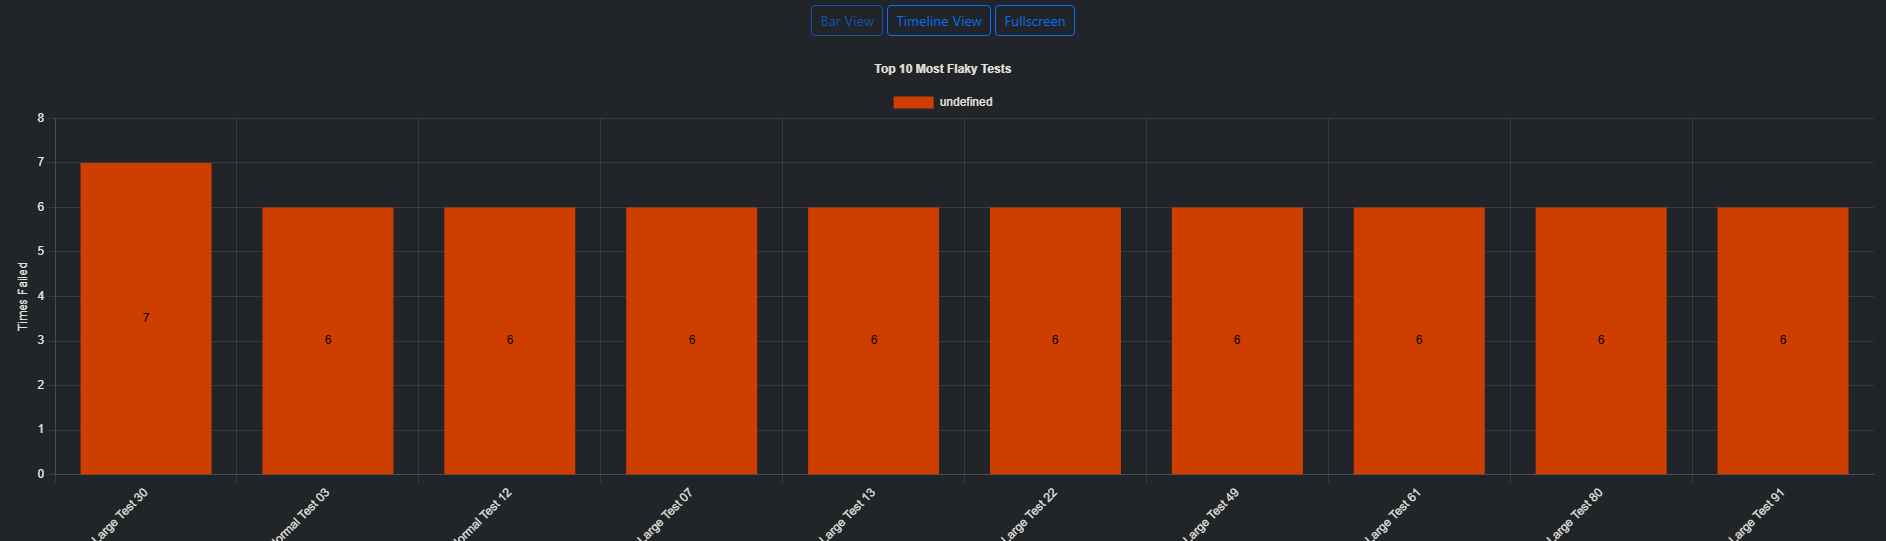 Bar View Timeline View Fullscreen
Top 10 Most Flaky Tests
undefined
8
7
6
5
4
3
2
1
0
Times Failed
7 6 6 6 6 6 6 6 6 6
Large Test 30
Test 03
Test 12
Large Test 07
Large Test 13
Large Test 22
Large Test 49
Large Test 61
Large Test 80
Large Test 91